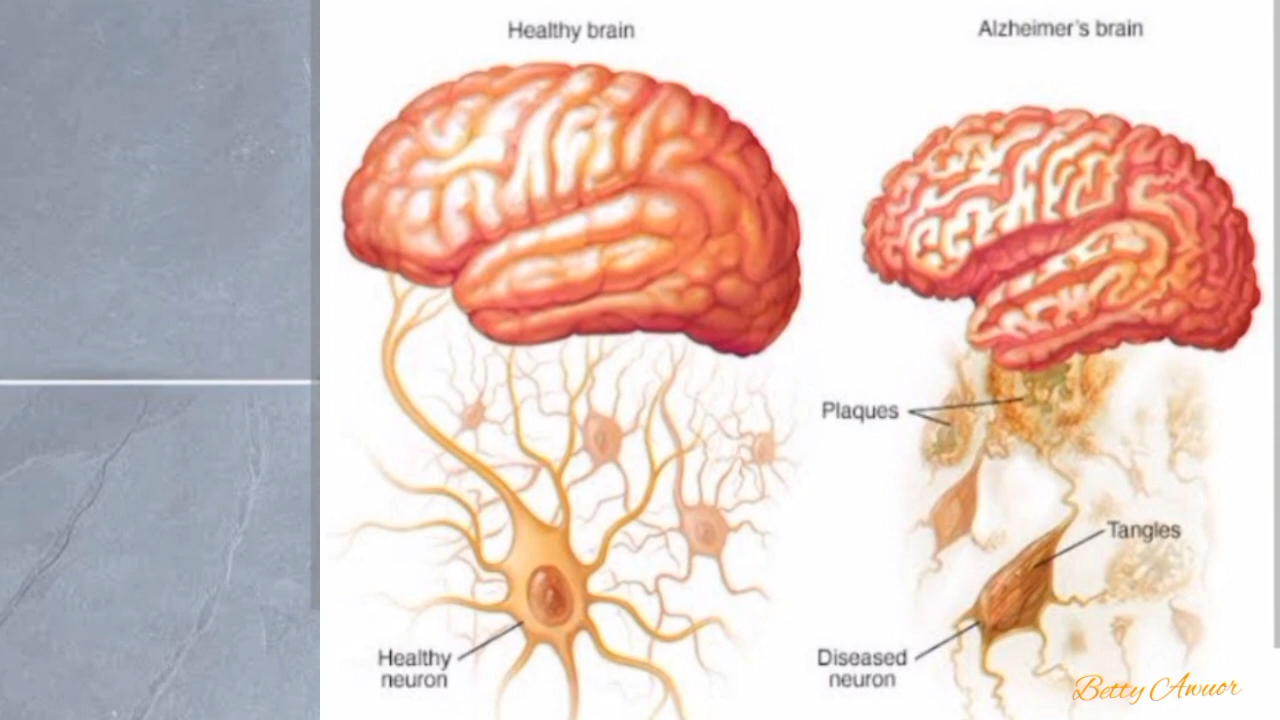 Healthy brain
Alzheimer's brain
Plaques
Tangles
Healthy
neuron
Diseased
neuron
Betty Awuor